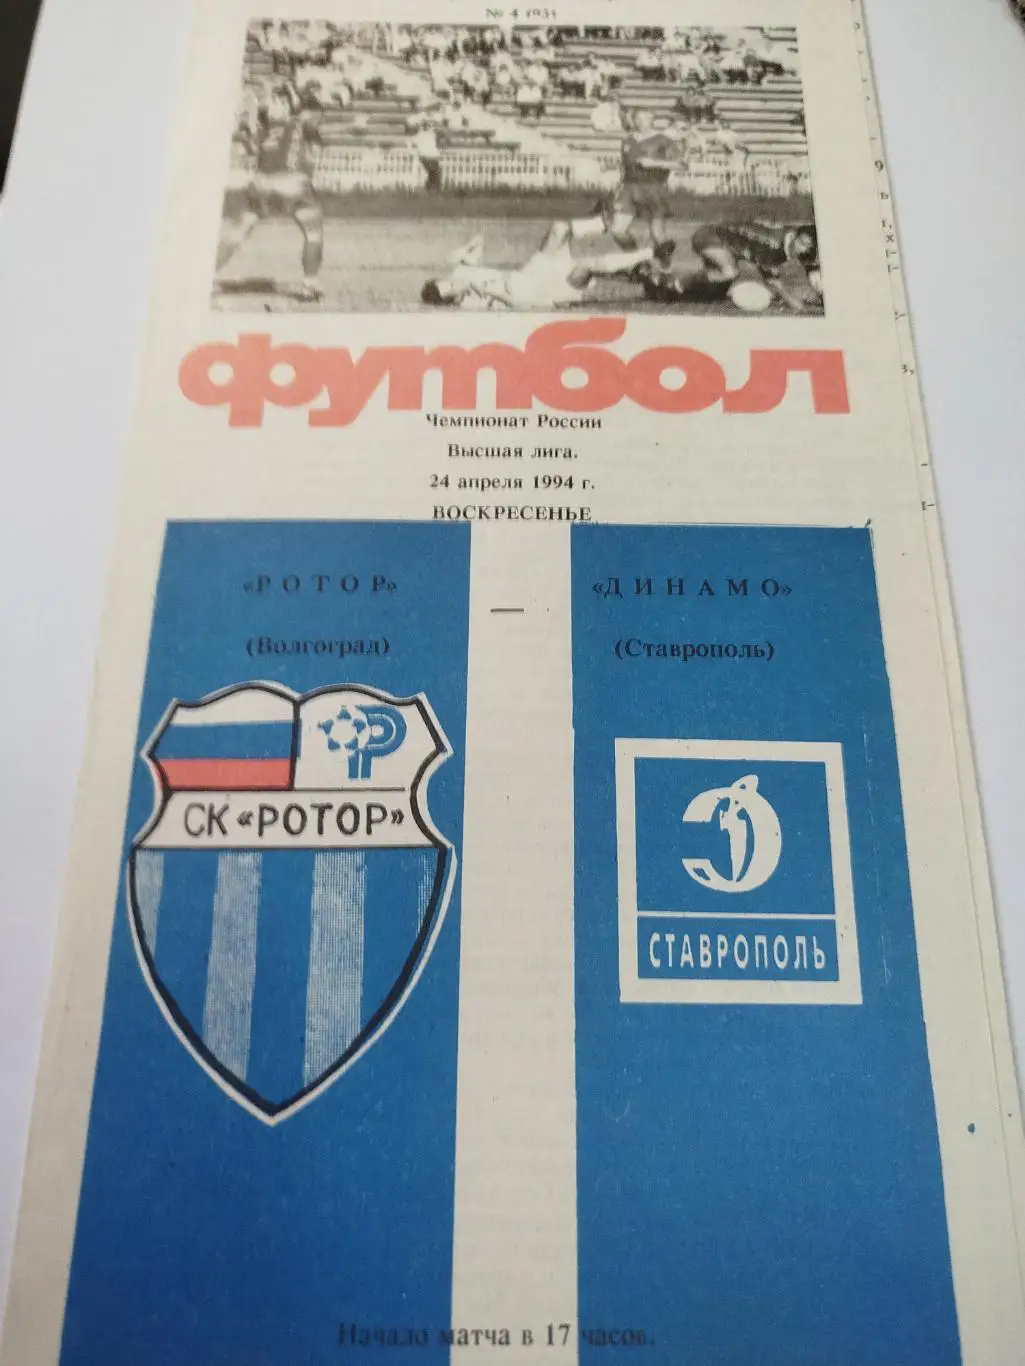 № 4 (93)
футбол
Чемпионат России
Высшая лига.
24 апреля 1994 г.
ВОСКРЕСЕНЬЕ
«РОТОР» — «ДИНАМО»
(Волгоград) (Ставрополь)
СК «РОТОР»
СТАВРОПОЛЬ
Начало матча в 17 часов.